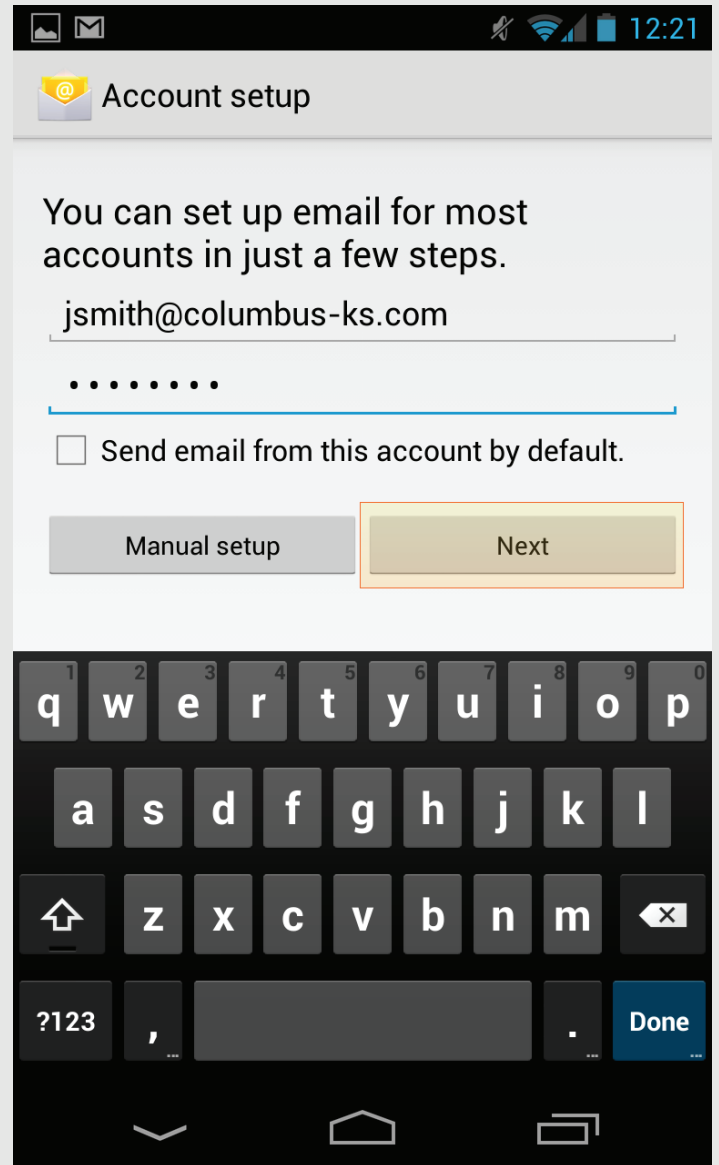 12:21
Account setup
You can set up email for most
accounts in just a few steps.
jsmith@columbus-ks.com
••••••••
Send email from this account by default.
Manual setup Next
1 2 3 4 5 6 7 8 9 0
q w e r t y u i o p
a s d f g h j k l
z x c v b n m
?123 , . Done